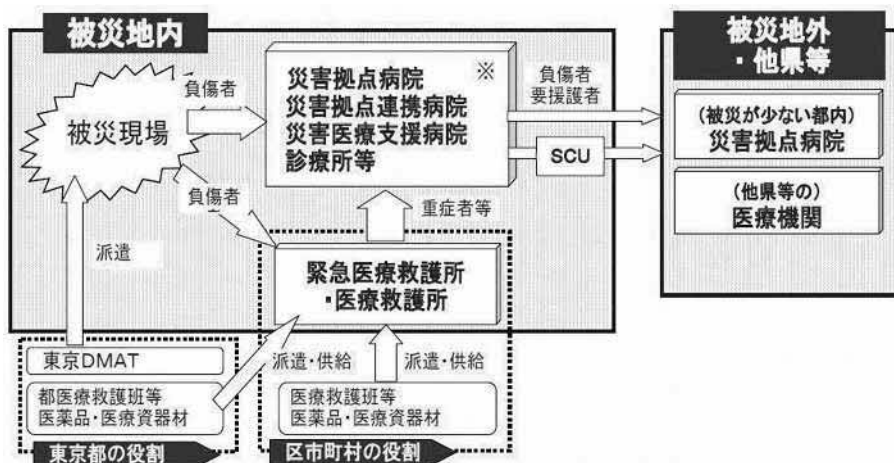 被災地内
被災現場
負傷者
負傷者
派遣
※
災害拠点病院
災害拠点連携病院
災害医療支援病院
診療所等
負傷者
要援護者
SCU
重症者等
緊急医療救護所
・医療救護所
被災地外
・他県等
(被災が少ない都内)
災害拠点病院
(他県等の)
医療機関
東京DMAT
都医療救護班等
医薬品・医療資器材
東京都の役割
派遣・供給
派遣・供給
医療救護班等
医薬品・医療資器材
区市町村の役割